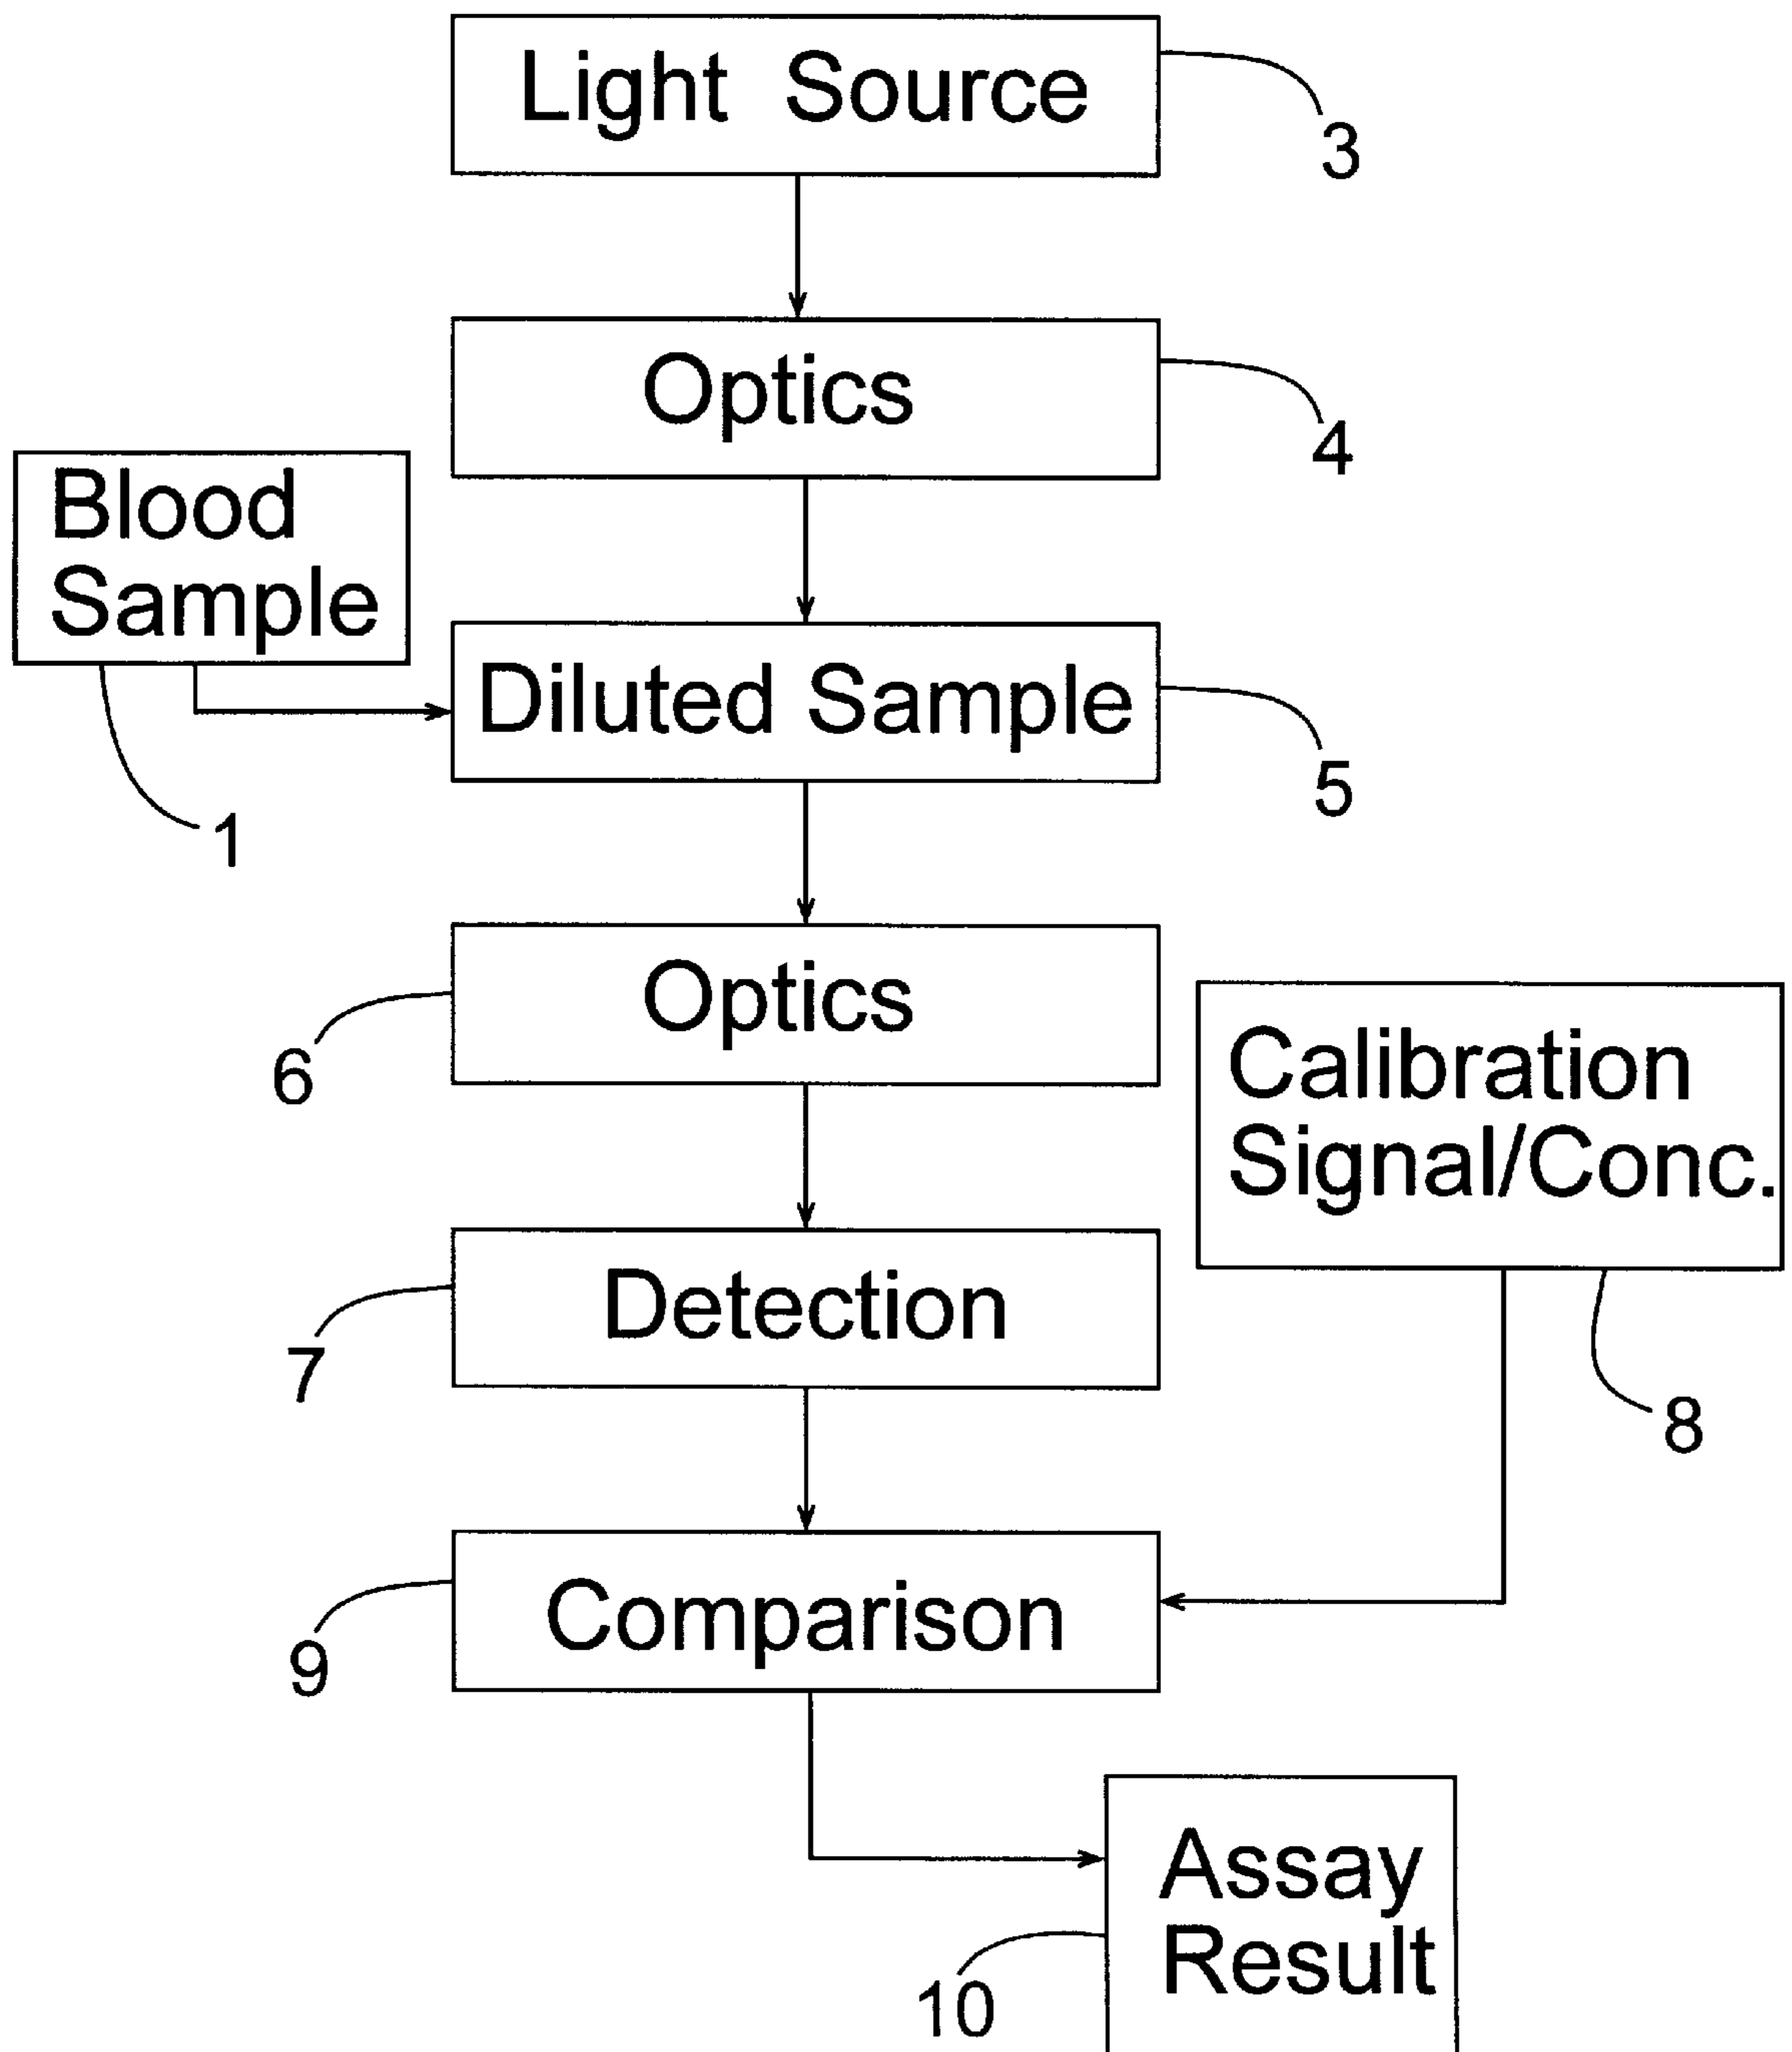 Light Source
3
Optics
4
Blood
Sample
1
Diluted Sample
5
Optics
6
Calibration
Signal/Conc.
8
Detection
7
Comparison
9
Assay
Result
10